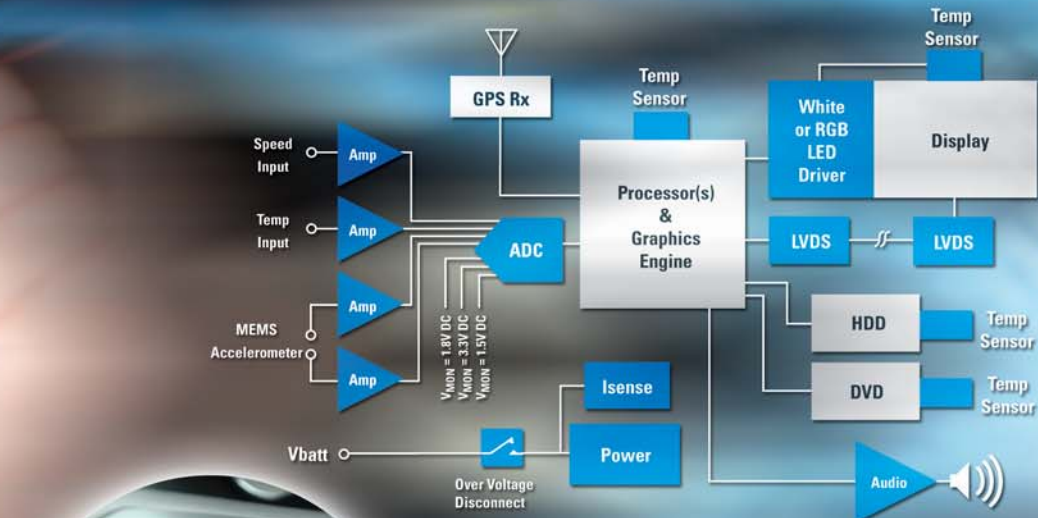 Temp
Sensor
GPS Rx
Temp
Sensor
White
or RGB
LED
Driver
Display
Speed
Input
Amp
Processor(s)
&
Graphics
Engine
Temp
Input
Amp
ADC
LVDS
LVDS
MEMS
Accelerometer
Amp
Amp
VMON = 1.8V DC
VMON = 3.3V DC
VMON = 1.5V DC
HDD
Temp
Sensor
DVD
Temp
Sensor
Isense
Vbatt
Power
Over Voltage
Disconnect
Audio